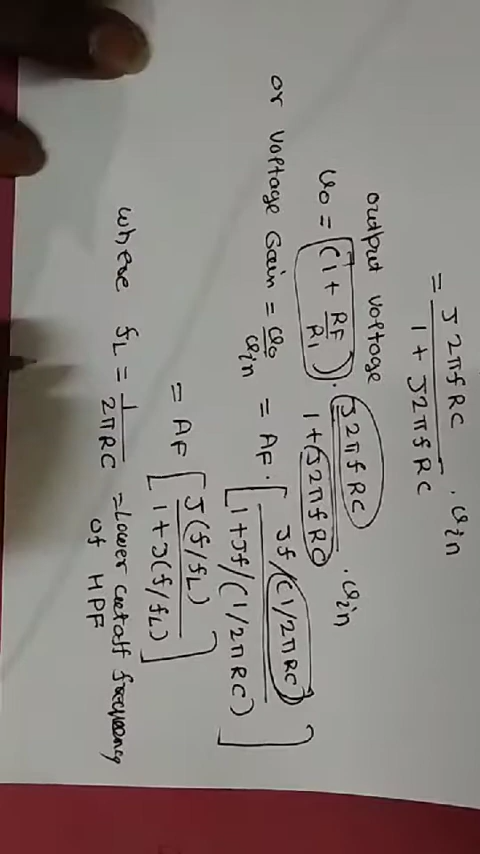 = J2πfRC / 1 + J2πfRC . vin
output voltage
vo = (1 + RF/R1) . J2πfRC / 1+(J2πfRC) . vin
or voltage Gain = vo/vin = AF . [ Jf/(1/2πRC) / 1+Jf/(1/2πRC) ]
= AF [ J(f/fL) / 1+J(f/fL) ]
where fL = 1/2πRC = Lower cutoff frequency
of HPF